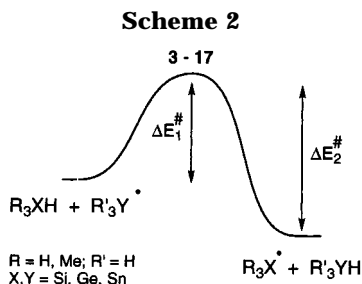 Scheme 2
3 - 17
ΔE₁^#
ΔE₂^#
R₃XH + R'₃Y•
R = H, Me; R' = H
X,Y = Si, Ge, Sn
R₃X• + R'₃YH